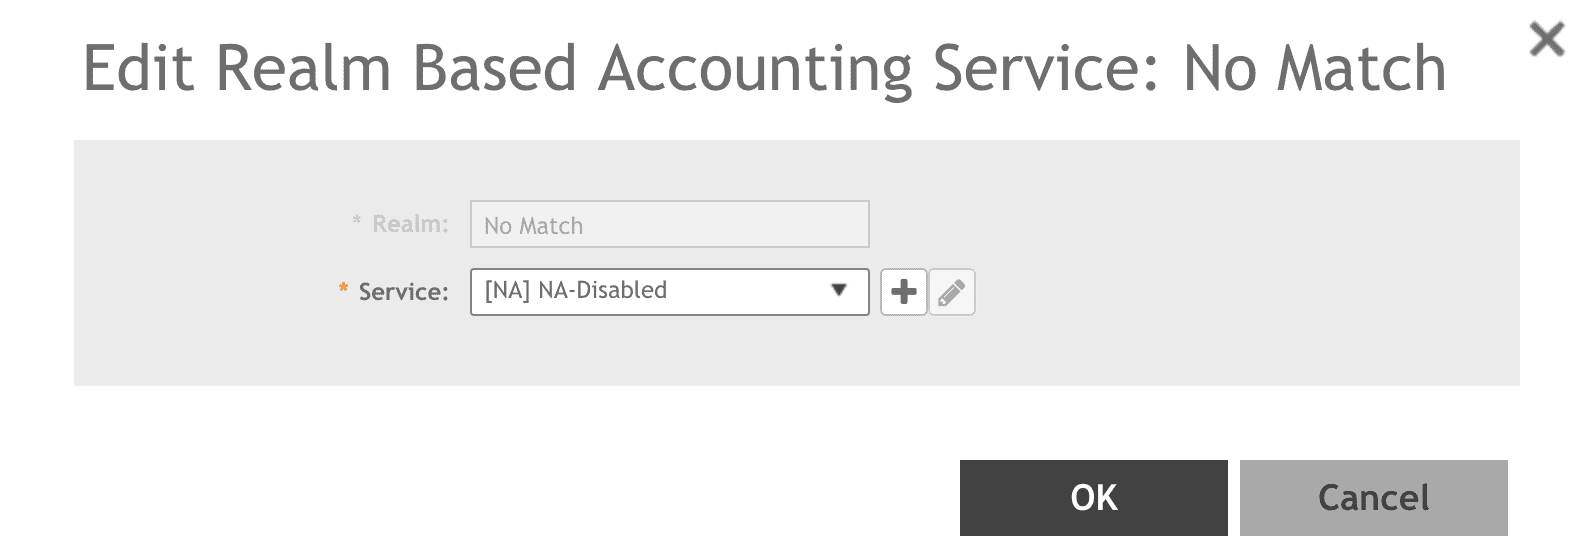 Edit Realm Based Accounting Service: No Match
* Realm: No Match
* Service: [NA] NA-Disabled
OK Cancel